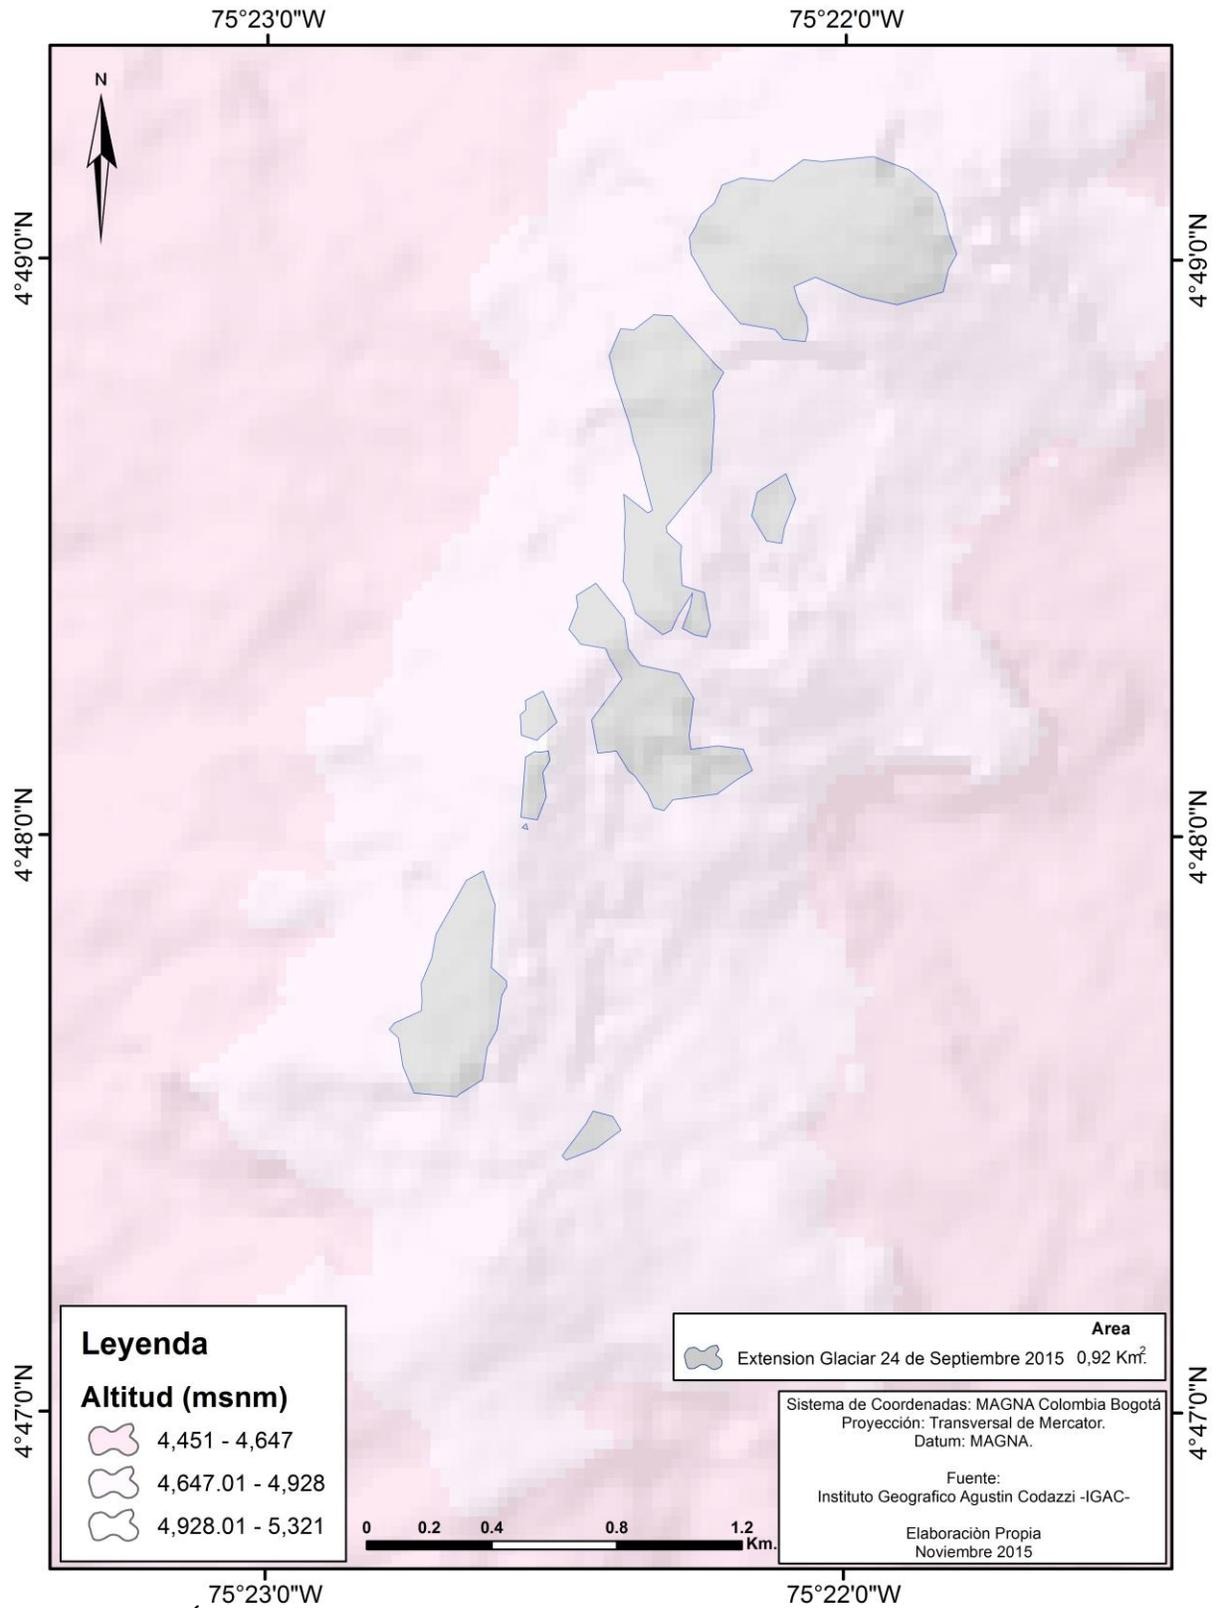 75°23'0"W
75°22'0"W
N
4°49'0"N
4°49'0"N
4°48'0"N
4°48'0"N
4°47'0"N
4°47'0"N
Leyenda
Altitud (msnm)
4,451 - 4,647
4,647.01 - 4,928
4,928.01 - 5,321
0 0.2 0.4 0.8 1.2
Km.
Area
Extension Glaciar 24 de Septiembre 2015 0,92 Km².
Sistema de Coordenadas: MAGNA Colombia Bogotá
Proyección: Transversal de Mercator.
Datum: MAGNA.
Fuente:
Instituto Geografico Agustin Codazzi -IGAC-
Elaboraciòn Propia
Noviembre 2015
75°23'0"W
75°22'0"W